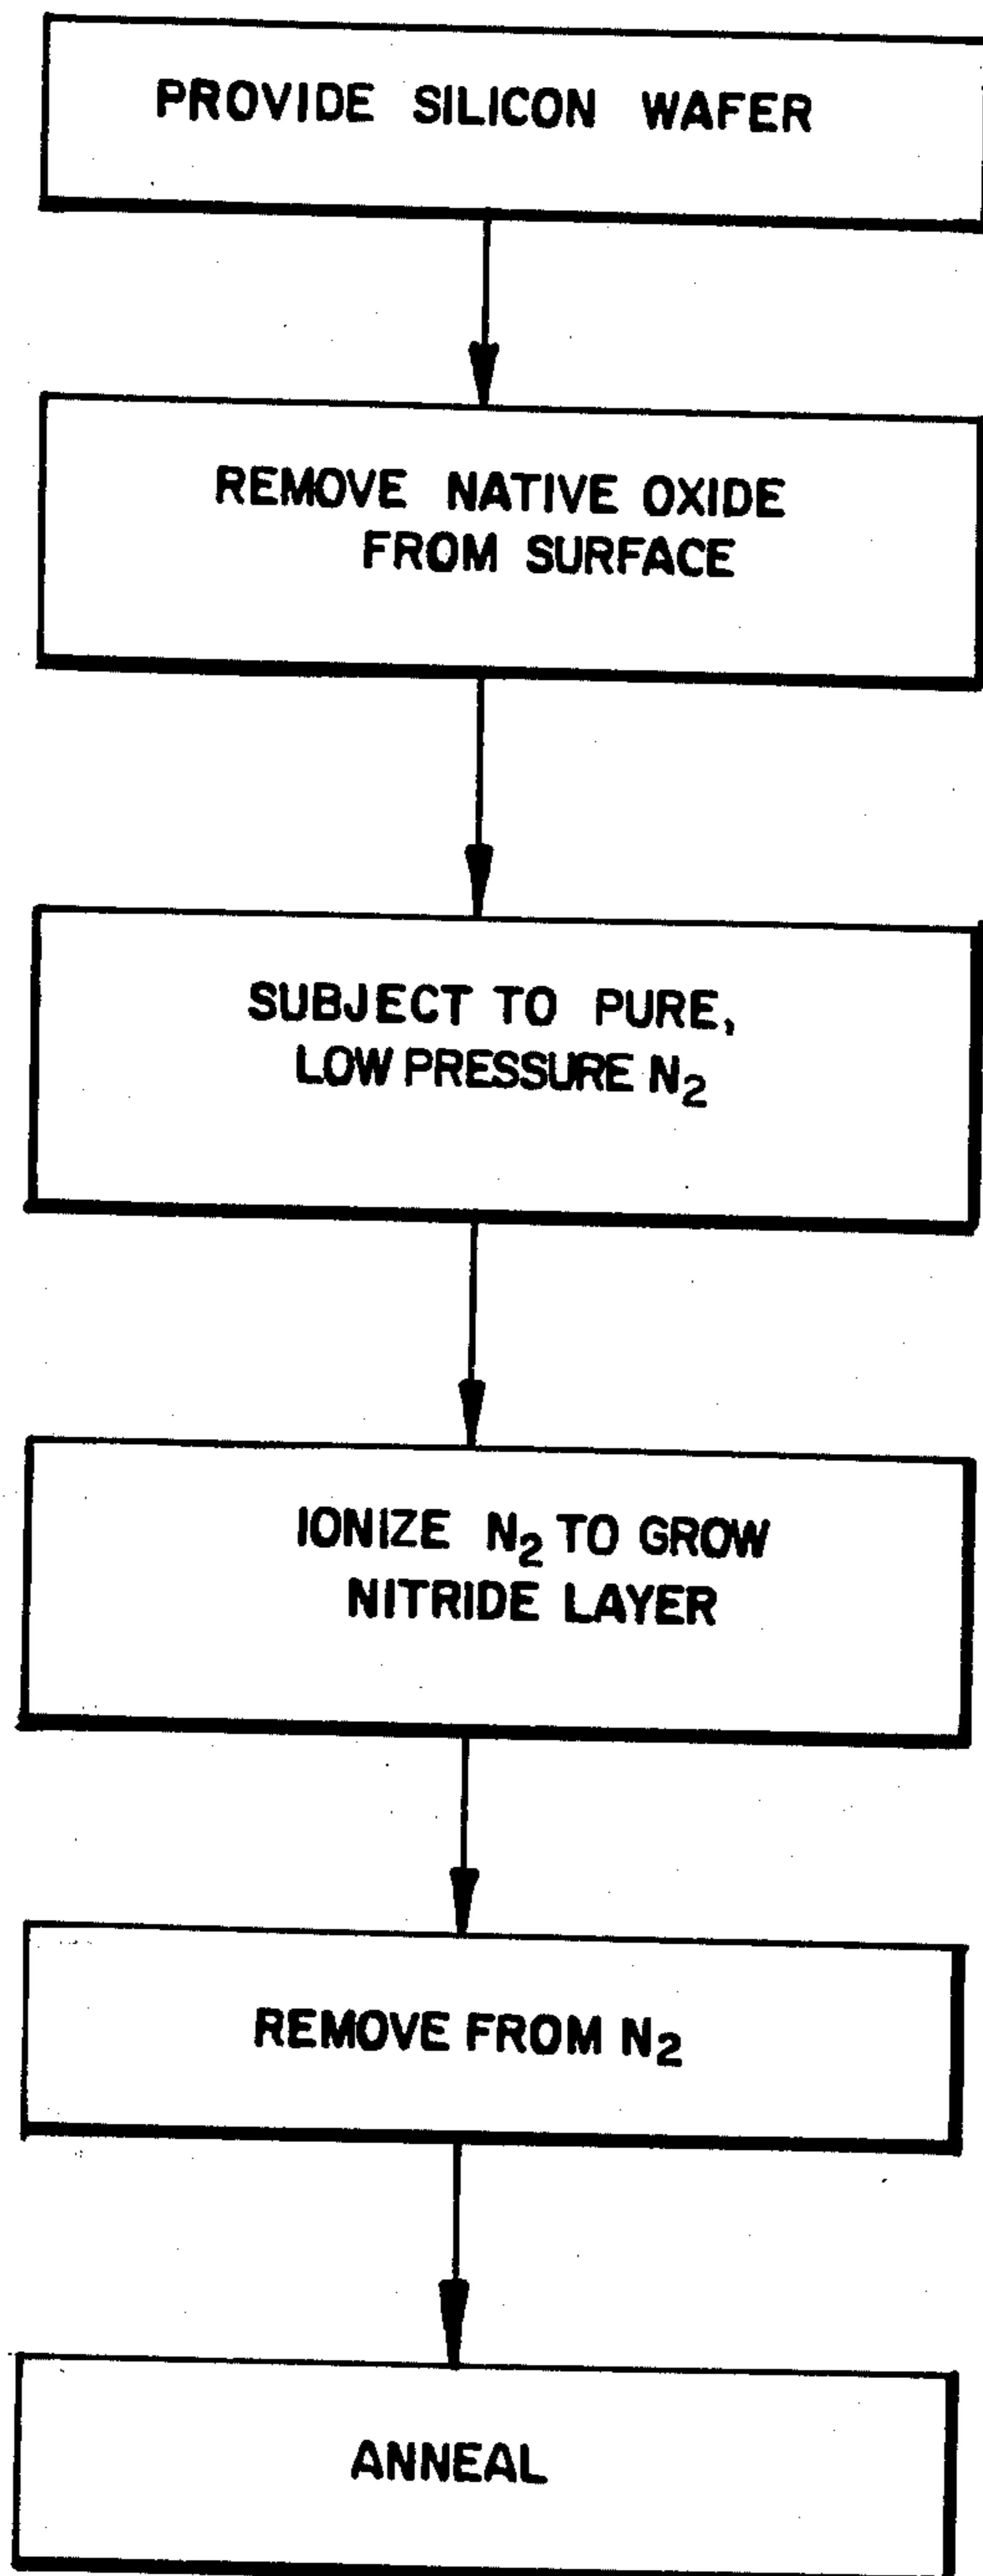 PROVIDE SILICON WAFER
REMOVE NATIVE OXIDE
FROM SURFACE
SUBJECT TO PURE,
LOW PRESSURE N₂
IONIZE N₂ TO GROW
NITRIDE LAYER
REMOVE FROM N₂
ANNEAL